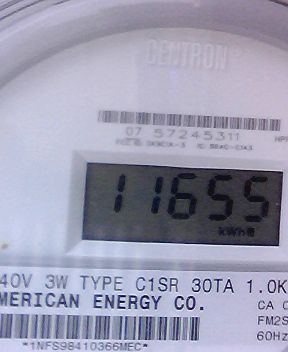 CENTRON®
07 57245311
11655
kWh
40V 3W TYPE C1SR 30TA 1.0K
MERICAN ENERGY CO.
CA 
FM2S
60Hz
*1NFS98410366MEC*